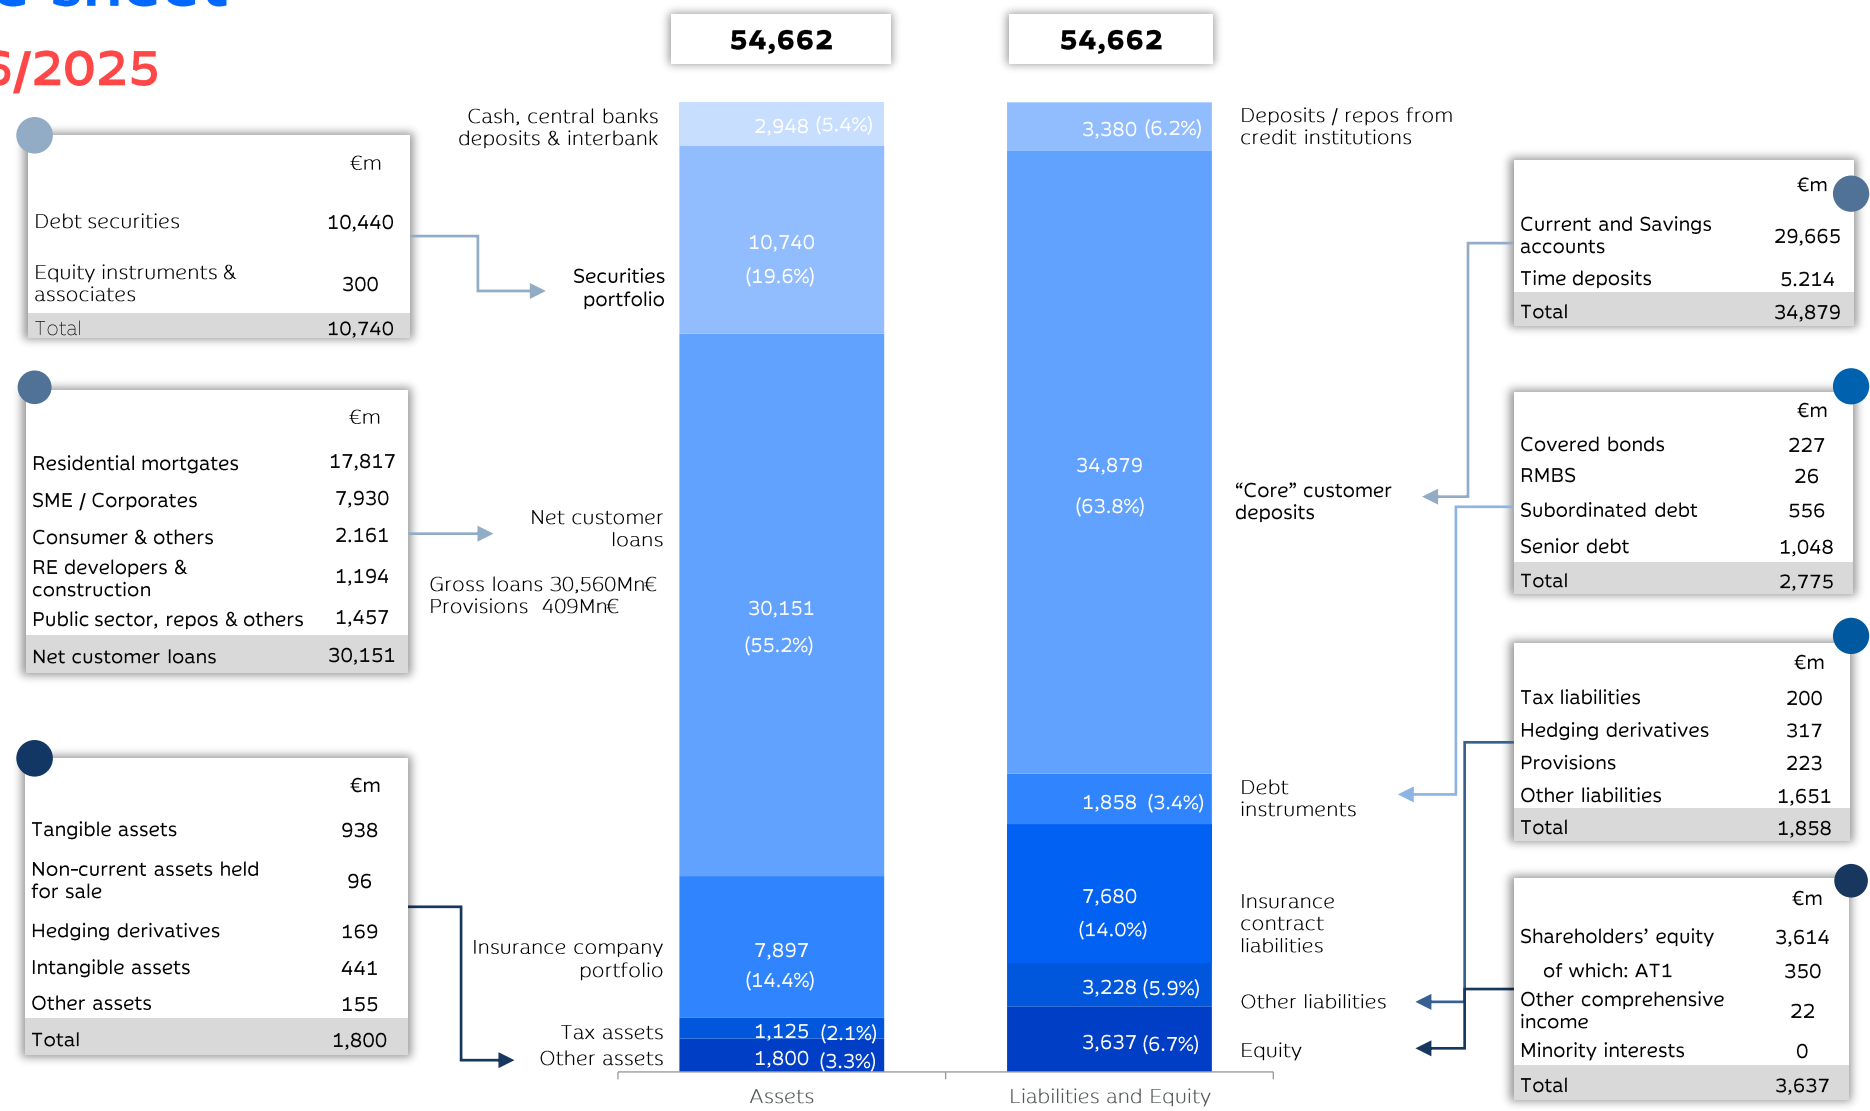 6/2025
54,662
54,662
€m
Debt securities 10,440
Equity instruments &
associates 300
Total 10,740
€m
Residential mortgates 17,817
SME / Corporates 7,930
Consumer & others 2.161
RE developers &
construction 1,194
Public sector, repos & others 1,457
Net customer loans 30,151
€m
Tangible assets 938
Non-current assets held
for sale 96
Hedging derivatives 169
Intangible assets 441
Other assets 155
Total 1,800
Cash, central banks
deposits & interbank
Securities
portfolio
Net customer
loans
Gross loans 30,560Mn€
Provisions 409Mn€
Insurance company
portfolio
Tax assets
Other assets
2,948 (5.4%)
10,740
(19.6%)
30,151
(55.2%)
7,897
(14.4%)
1,125 (2.1%)
1,800 (3.3%)
Assets
3,380 (6.2%)
34,879
(63.8%)
1,858 (3.4%)
7,680
(14.0%)
3,228 (5.9%)
3,637 (6.7%)
Liabilities and Equity
Deposits / repos from
credit institutions
“Core” customer
deposits
Debt
instruments
Insurance
contract
liabilities
Other liabilities
Equity
€m
Current and Savings
accounts 29,665
Time deposits 5.214
Total 34,879
€m
Covered bonds 227
RMBS 26
Subordinated debt 556
Senior debt 1,048
Total 2,775
€m
Tax liabilities 200
Hedging derivatives 317
Provisions 223
Other liabilities 1,651
Total 1,858
€m
Shareholders’ equity 3,614
of which: AT1 350
Other comprehensive
income 22
Minority interests 0
Total 3,637